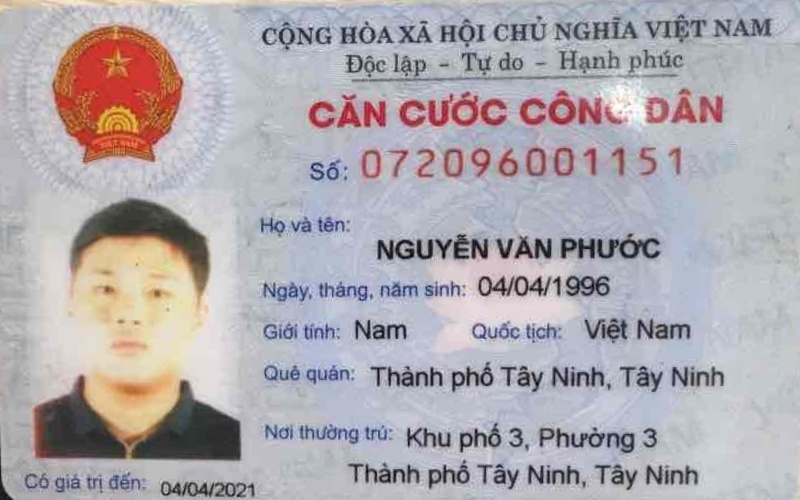 CỘNG HÒA XÃ HỘI CHỦ NGHĨA VIỆT NAM
Độc lập - Tự do - Hạnh phúc
CĂN CƯỚC CÔNG DÂN
Số: 072096001151
Họ và tên:
NGUYỄN VĂN PHƯỚC
Ngày, tháng, năm sinh: 04/04/1996
Giới tính: Nam Quốc tịch: Việt Nam
Quê quán: Thành phố Tây Ninh, Tây Ninh
Nơi thường trú: Khu phố 3, Phường 3
Thành phố Tây Ninh, Tây Ninh
Có giá trị đến: 04/04/2021